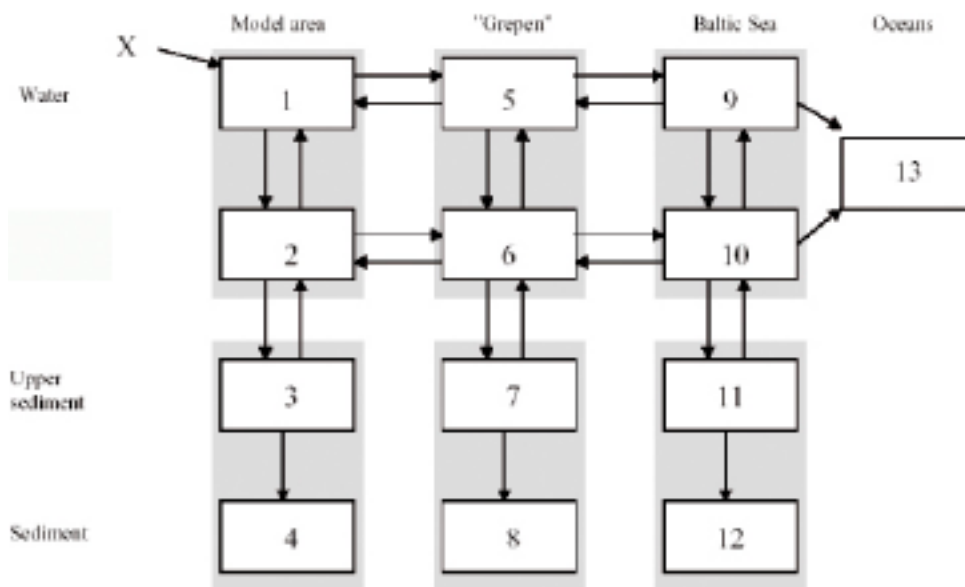 Model area
"Grepen"
Baltic Sea
Oceans
X
Water
1
5
9
13
2
6
10
Upper
sediment
3
7
11
Sediment
4
8
12